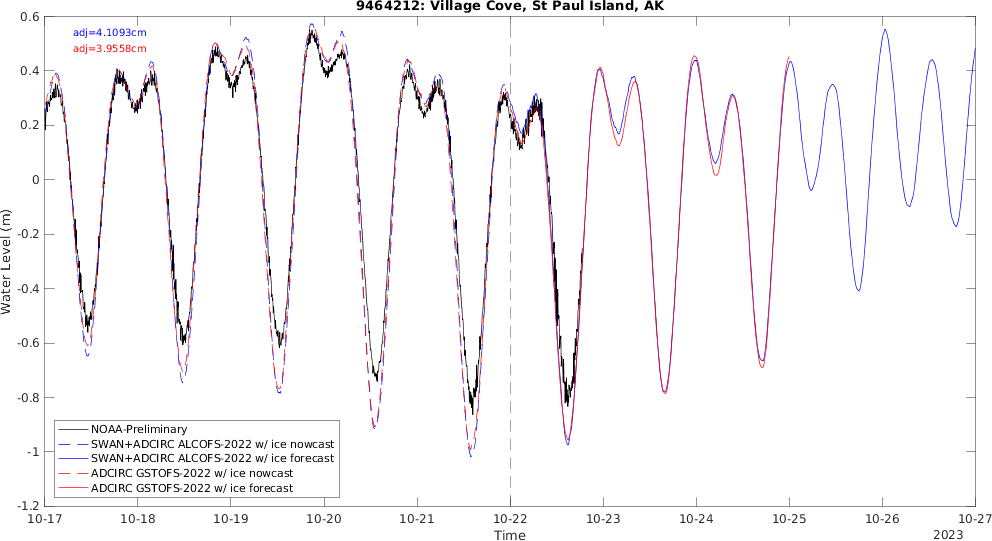 9464212: Village Cove, St Paul Island, AK
adj=4.1093cm
adj=3.9558cm
0.6
0.4
0.2
0
-0.2
-0.4
-0.6
-0.8
-1
-1.2
Water Level (m)
NOAA-Preliminary
SWAN+ADCIRC ALCOFS-2022 w/ ice nowcast
SWAN+ADCIRC ALCOFS-2022 w/ ice forecast
ADCIRC GSTOFS-2022 w/ ice nowcast
ADCIRC GSTOFS-2022 w/ ice forecast
10-17 10-18 10-19 10-20 10-21 10-22 10-23 10-24 10-25 10-26 10-27
Time
2023